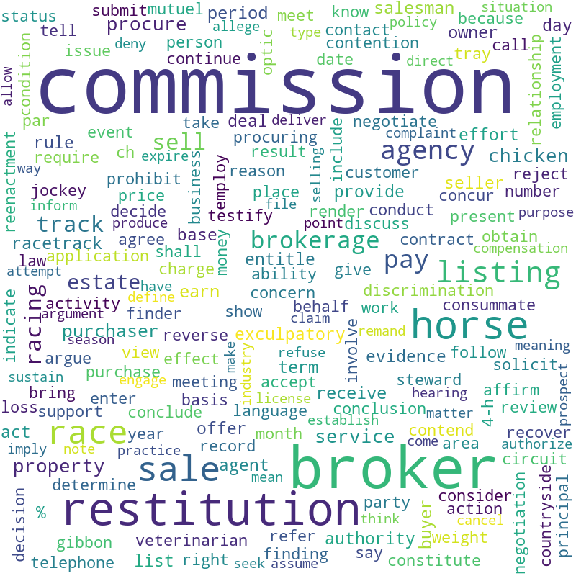 status submit mutuel period meet know salesman policy because situation
tell procure optic contact owner day
issue deny person allege type date direct call
allow condition commission relationship employment
par continue contention tray
reenactment event take deal deliver negotiate complaint effort
require ch sell procuring include agency chicken
way rule expire business result selling customer seller reject
inform prohibit reason provide concur number
jockey price employ place file render conduct present purpose
produce decide testify point discuss
track agree base money brokerage contract obtain
law racetrack shall entitle pay compensation
application charge ability give listing
attempt estate have
indicate racing activity define earn concern behalf discrimination
argument finder show claim work consummate
season purchaser reverse exculpatory involve horse remand meaning
argue view effect make refuse evidence follow solicit prospect
sustain purchase engage meeting industry license term steward hearing
bring basis accept receive affirm
loss support enter conclude language establish conclusion matter 4-h review
act race year offer month service contend come area recover authorize
imply note practice record mean broker circuit
property sale agent
determine consider countryside principal
decision % restitution party action negotiation
think buyer cancel
gibbon veterinarian refer authority weight
finding say constitute
telephone list right seek assume